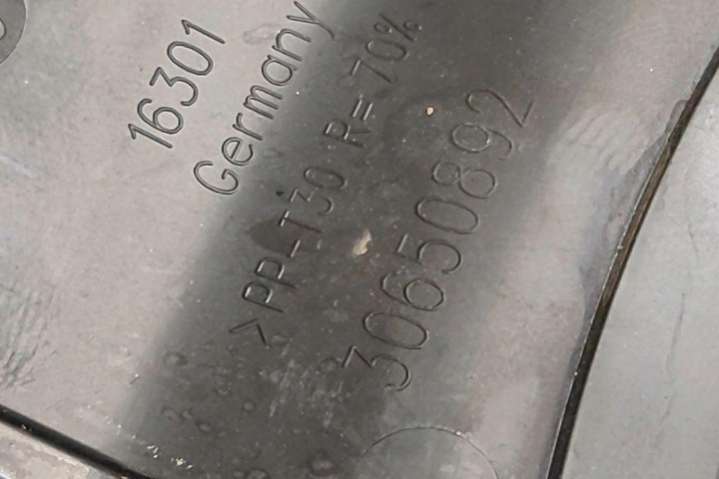 16301
Germany
>PP-T30 R=70%
30650892